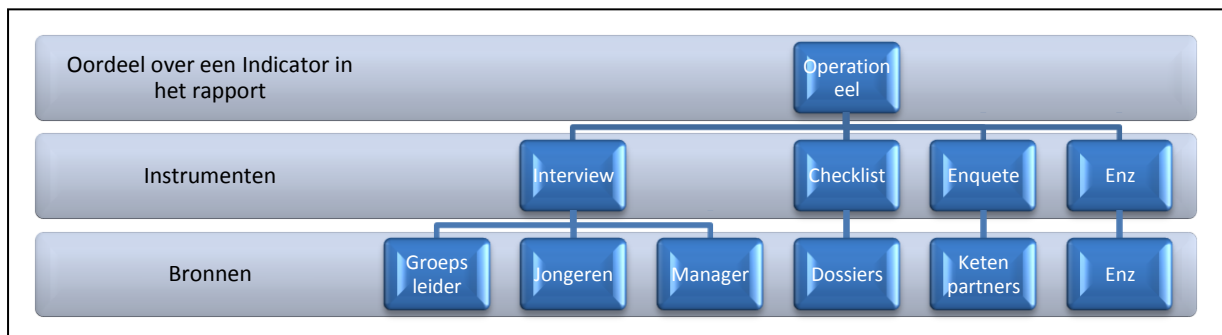 Oordeel over een Indicator in
het rapport
Operation
eel
Instrumenten
Interview
Checklist
Enquete
Enz
Bronnen
Groeps
leider
Jongeren
Manager
Dossiers
Keten
partners
Enz